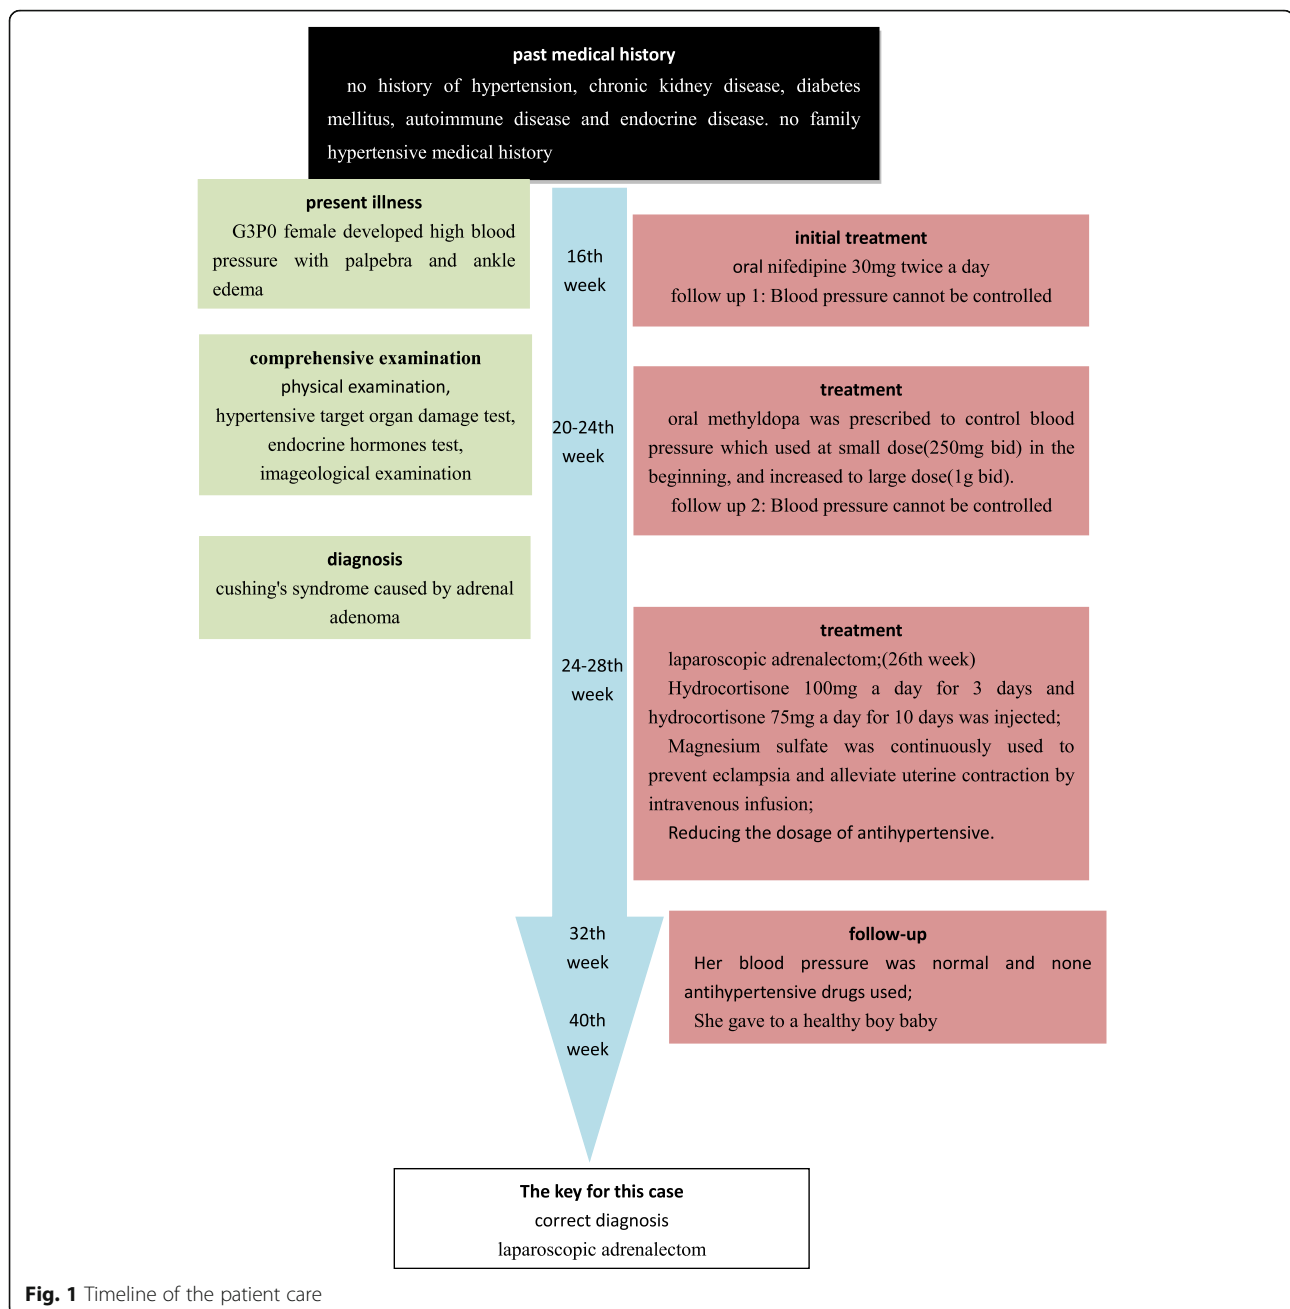 past medical history
no history of hypertension, chronic kidney disease, diabetes
mellitus, autoimmune disease and endocrine disease. no family
hypertensive medical history
present illness
G3P0 female developed high blood
pressure with palpebra and ankle
edema
16th
week
initial treatment
oral nifedipine 30mg twice a day
follow up 1: Blood pressure cannot be controlled
comprehensive examination
physical examination,
hypertensive target organ damage test,
endocrine hormones test,
imageological examination
20-24th
week
treatment
oral methyldopa was prescribed to control blood
pressure which used at small dose(250mg bid) in the
beginning, and increased to large dose(1g bid).
follow up 2: Blood pressure cannot be controlled
diagnosis
cushing's syndrome caused by adrenal
adenoma
24-28th
week
treatment
laparoscopic adrenalectom;(26th week)
Hydrocortisone 100mg a day for 3 days and
hydrocortisone 75mg a day for 10 days was injected;
Magnesium sulfate was continuously used to
prevent eclampsia and alleviate uterine contraction by
intravenous infusion;
Reducing the dosage of antihypertensive.
32th
week
40th
week
follow-up
Her blood pressure was normal and none
antihypertensive drugs used;
She gave to a healthy boy baby
The key for this case
correct diagnosis
laparoscopic adrenalectom
Fig. 1 Timeline of the patient care